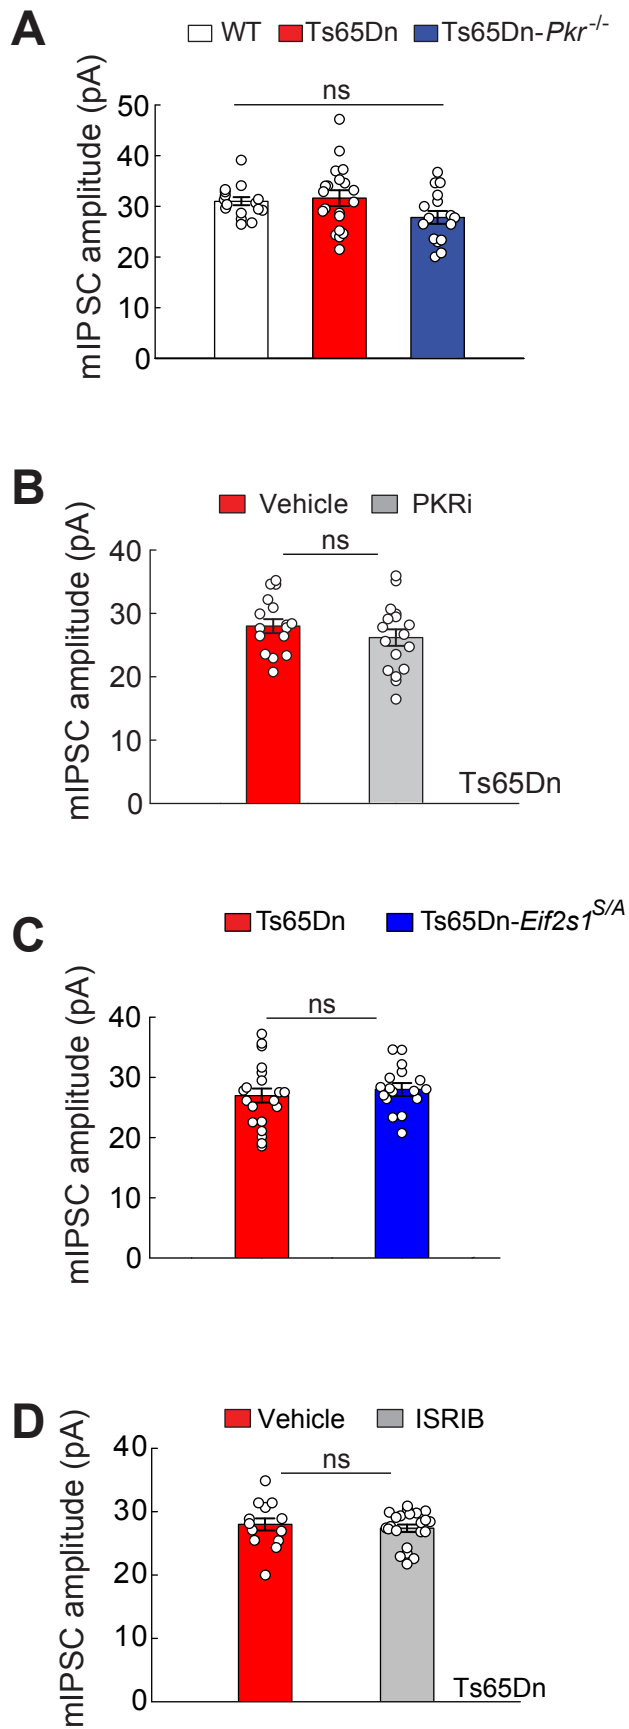 A
WT Ts65Dn Ts65Dn-Pkr-/-
mIPSC amplitude (pA)
ns
50
40
30
20
10
0
B
Vehicle PKRi
mIPSC amplitude (pA)
ns
40
30
20
10
0
Ts65Dn
C
Ts65Dn Ts65Dn-Eif2s1S/A
mIPSC amplitude (pA)
ns
40
30
20
10
0
D
Vehicle ISRIB
mIPSC amplitude (pA)
ns
40
30
20
10
0
Ts65Dn